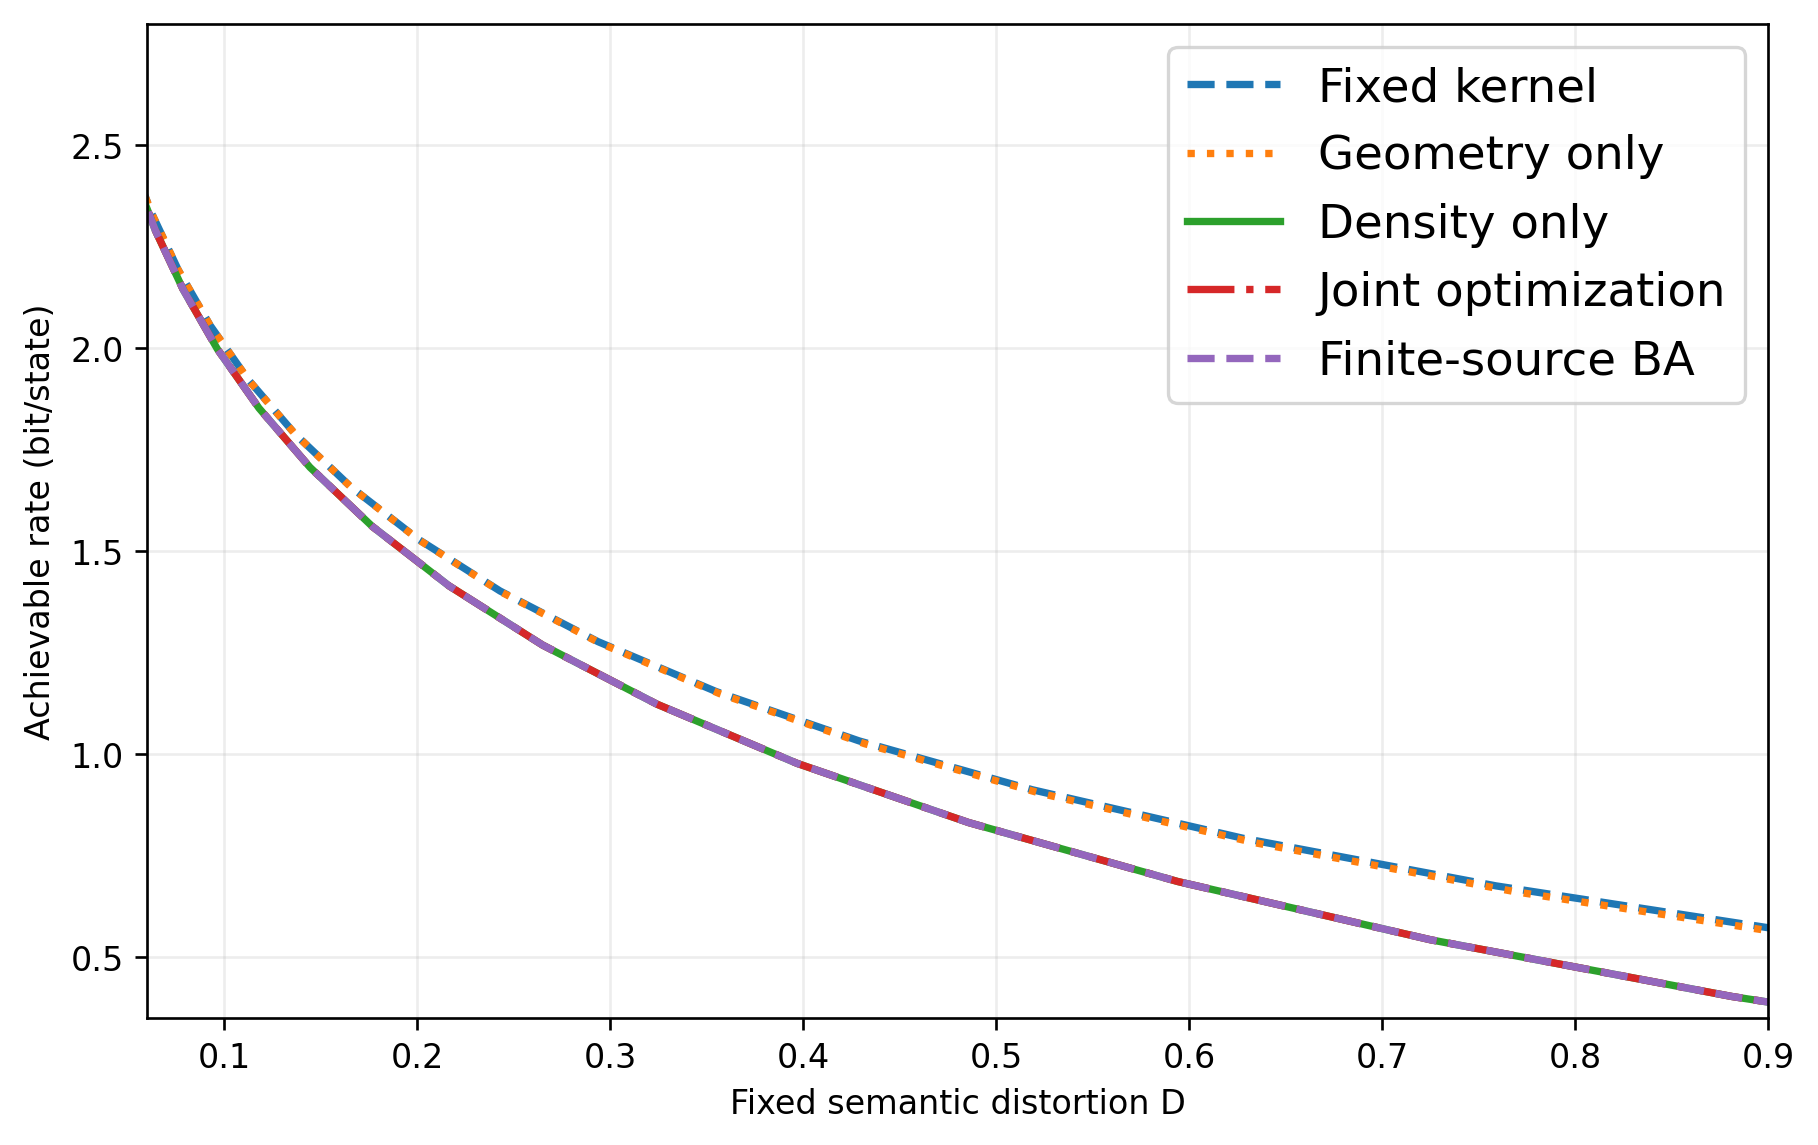 Fixed kernel
Geometry only
Density only
Joint optimization
Finite-source BA
Achievable rate (bit/state)
2.5
2.0
1.5
1.0
0.5
0.1 0.2 0.3 0.4 0.5 0.6 0.7 0.8 0.9
Fixed semantic distortion D